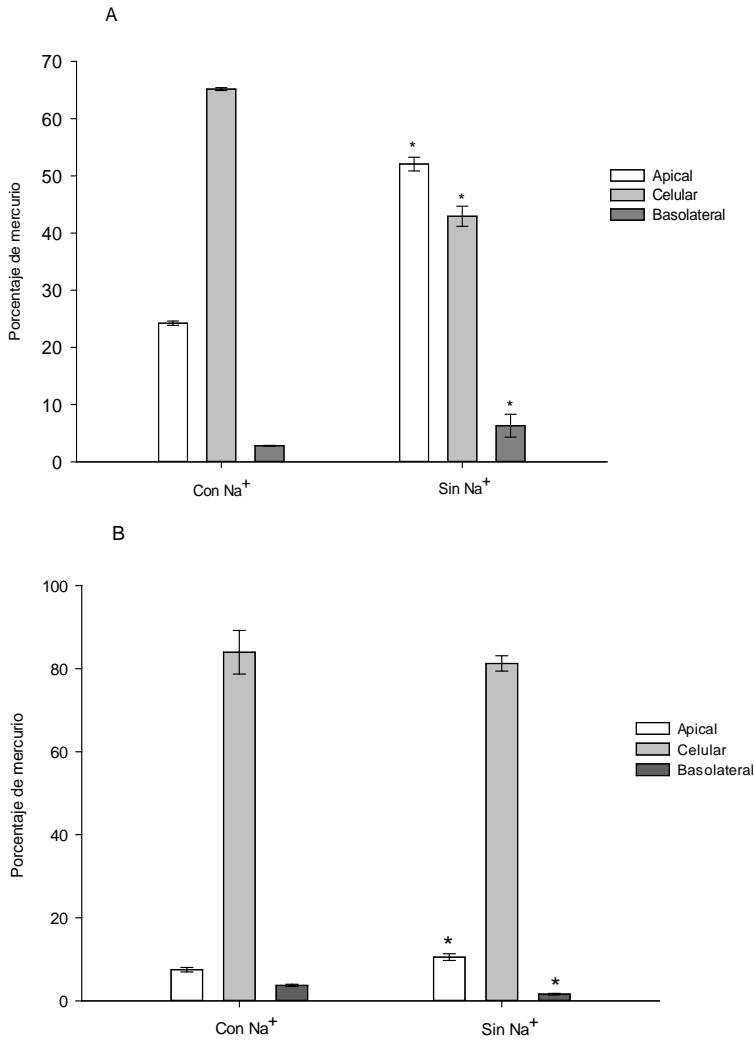 A
Porcentaje de mercurio
70
60
50
40
30
20
10
0
*
*
*
Con Na+
Sin Na+
Apical
Celular
Basolateral
B
Porcentaje de mercurio
100
80
60
40
20
0
*
*
Con Na+
Sin Na+
Apical
Celular
Basolateral